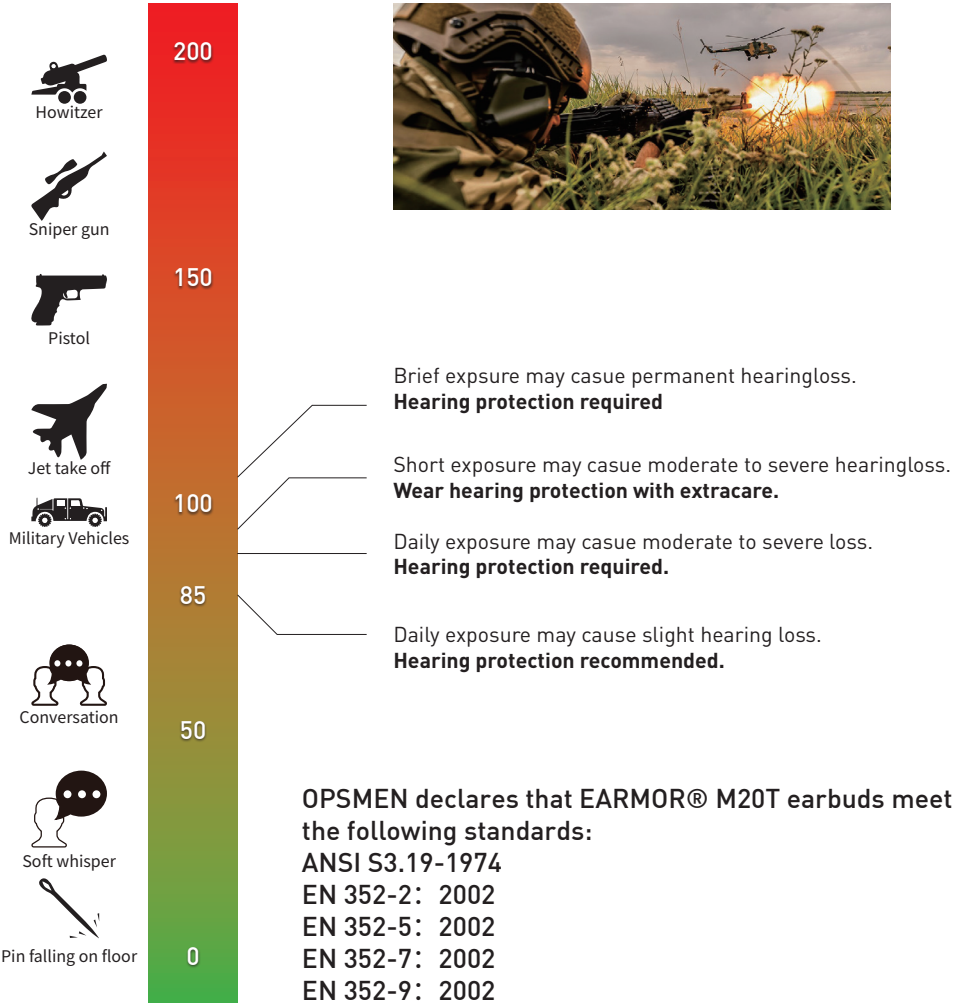 200
Howitzer
Sniper gun
150
Pistol
Brief expsure may casue permanent hearingloss.
Hearing protection required
Jet take off
Short exposure may casue moderate to severe hearingloss.
Wear hearing protection with extracare.
100
Military Vehicles
Daily exposure may casue moderate to severe loss.
Hearing protection required.
85
Daily exposure may cause slight hearing loss.
Hearing protection recommended.
Conversation
50
Soft whisper
Pin falling on floor
0
OPSMEN declares that EARMOR® M20T earbuds meet
the following standards:
ANSI S3.19-1974
EN 352-2：2002
EN 352-5：2002
EN 352-7：2002
EN 352-9：2002